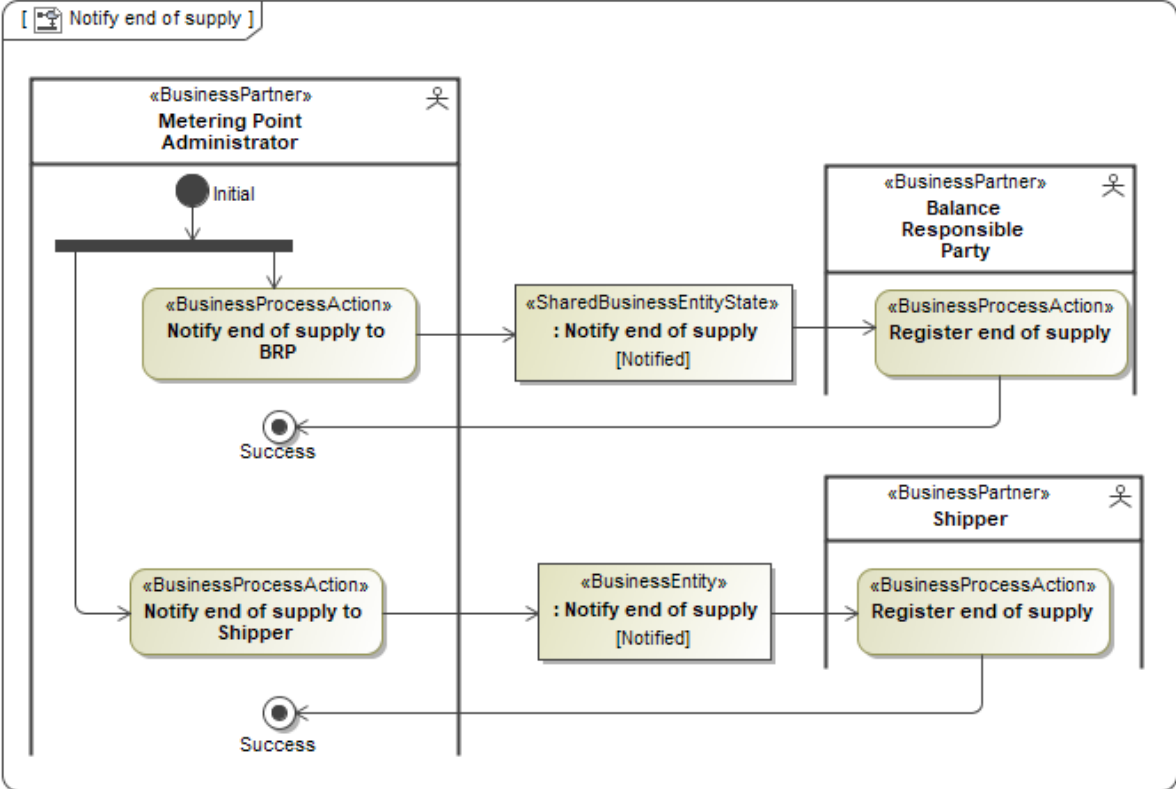 [ Notify end of supply ]
«BusinessPartner»
Metering Point
Administrator
Initial
«BusinessProcessAction»
Notify end of supply to
BRP
«SharedBusinessEntityState»
: Notify end of supply
[Notified]
«BusinessPartner»
Balance
Responsible
Party
«BusinessProcessAction»
Register end of supply
Success
«BusinessPartner»
Shipper
«BusinessProcessAction»
Notify end of supply to
Shipper
«BusinessEntity»
: Notify end of supply
[Notified]
«BusinessProcessAction»
Register end of supply
Success